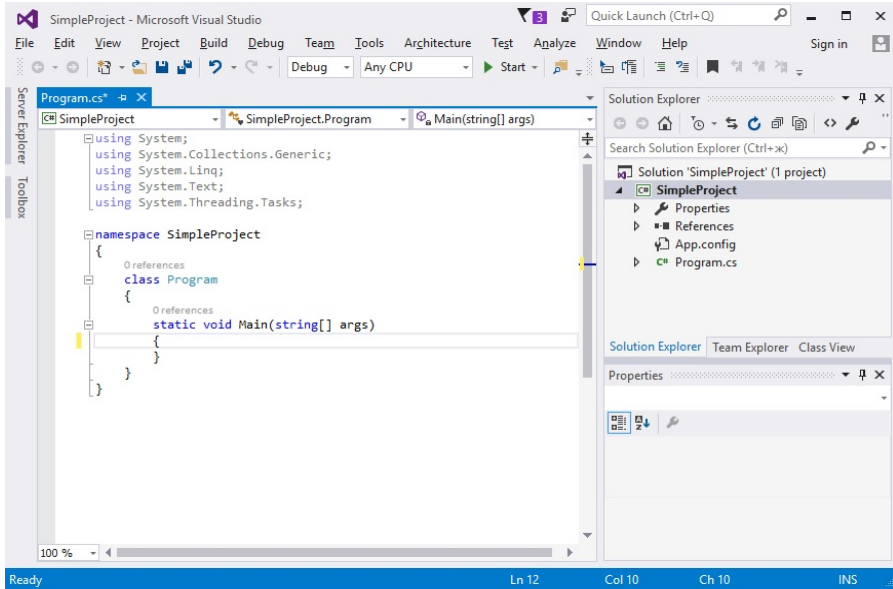 SimpleProject - Microsoft Visual Studio
3
Quick Launch (Ctrl+Q)
File Edit View Project Build Debug Team Tools Architecture Test Analyze Window Help
Sign in
Debug Any CPU Start
Server Explorer
Toolbox
Program.cs*
SimpleProject SimpleProject.Program Main(string[] args)
using System;
using System.Collections.Generic;
using System.Linq;
using System.Text;
using System.Threading.Tasks;
namespace SimpleProject
{
0 references
class Program
{
0 references
static void Main(string[] args)
{
}
}
}
100 %
Solution Explorer
Search Solution Explorer (Ctrl+ж)
Solution 'SimpleProject' (1 project)
C# SimpleProject
Properties
References
App.config
C# Program.cs
Solution Explorer Team Explorer Class View
Properties
Ready Ln 12 Col 10 Ch 10 INS